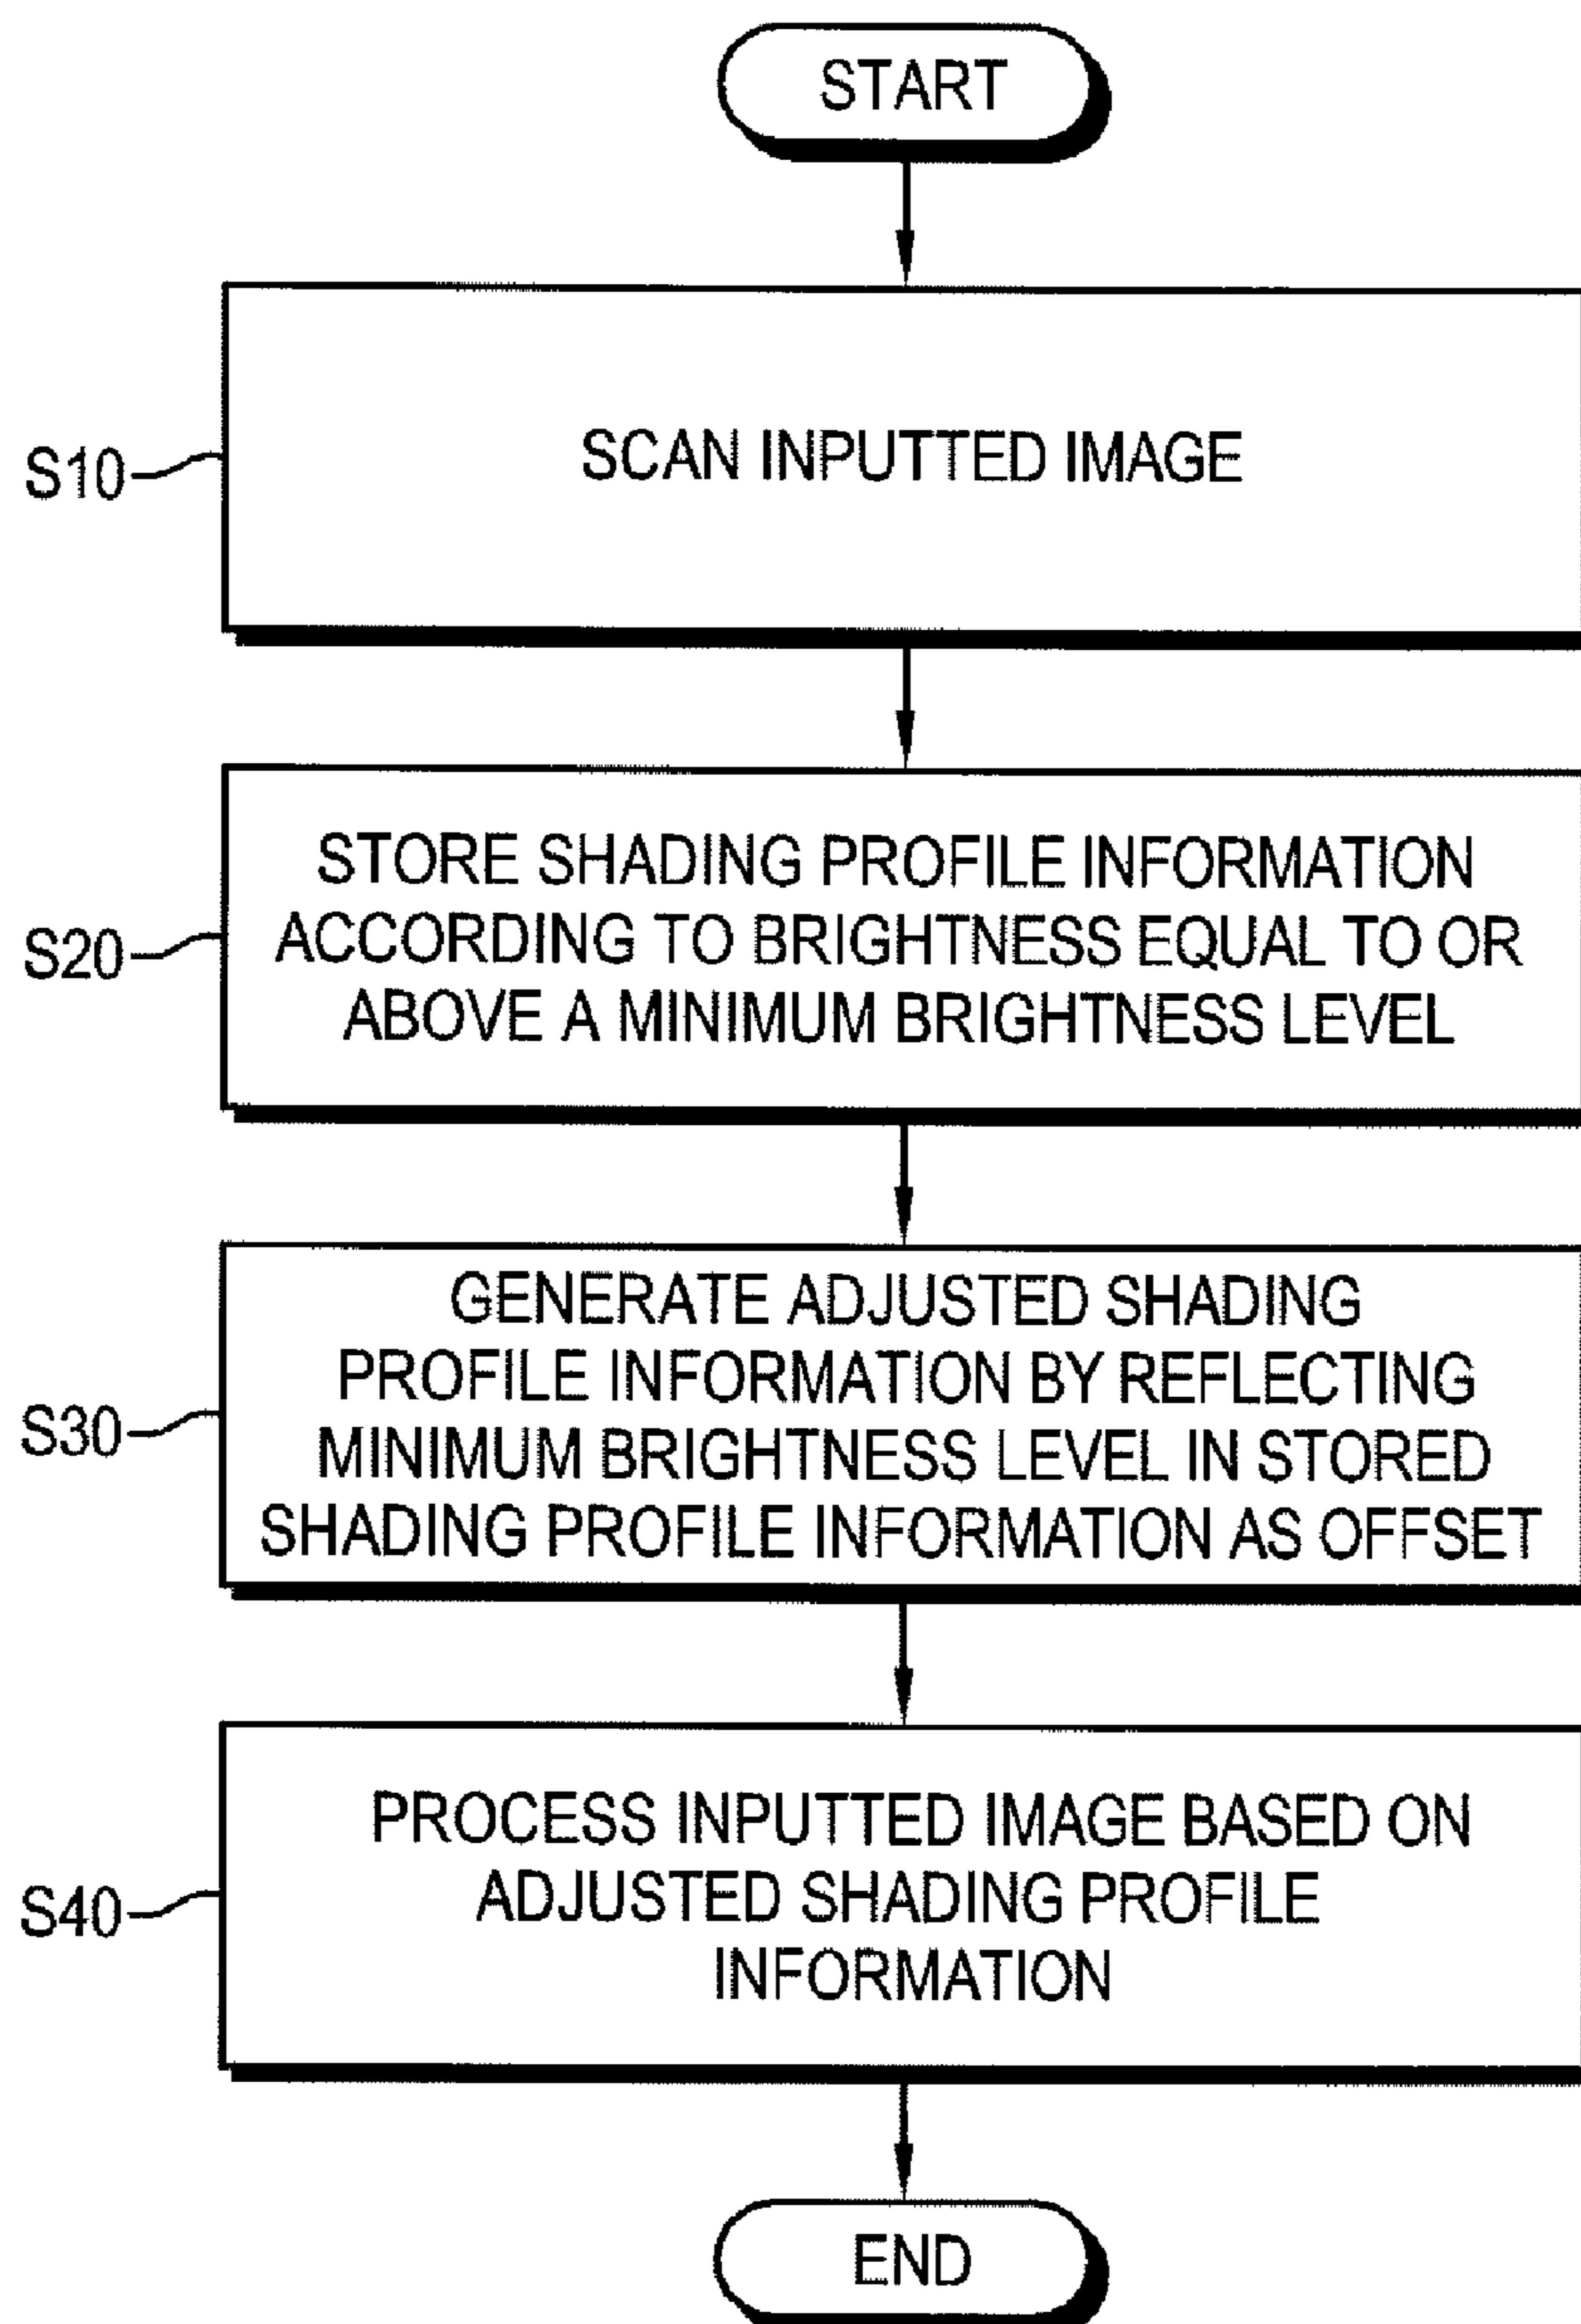 START
S10
SCAN INPUTTED IMAGE
S20
STORE SHADING PROFILE INFORMATION
ACCORDING TO BRIGHTNESS EQUAL TO OR
ABOVE A MINIMUM BRIGHTNESS LEVEL
S30
GENERATE ADJUSTED SHADING
PROFILE INFORMATION BY REFLECTING
MINIMUM BRIGHTNESS LEVEL IN STORED
SHADING PROFILE INFORMATION AS OFFSET
S40
PROCESS INPUTTED IMAGE BASED ON
ADJUSTED SHADING PROFILE
INFORMATION
END